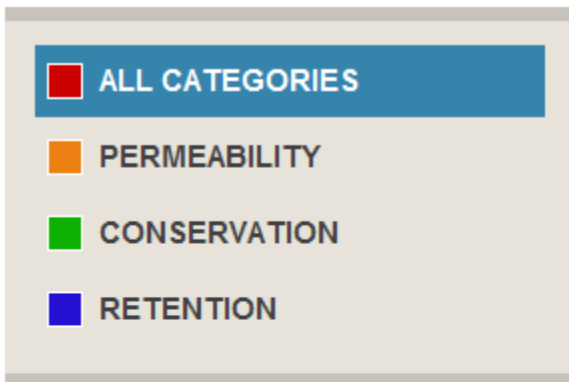 ALL CATEGORIES
PERMEABILITY
CONSERVATION
RETENTION